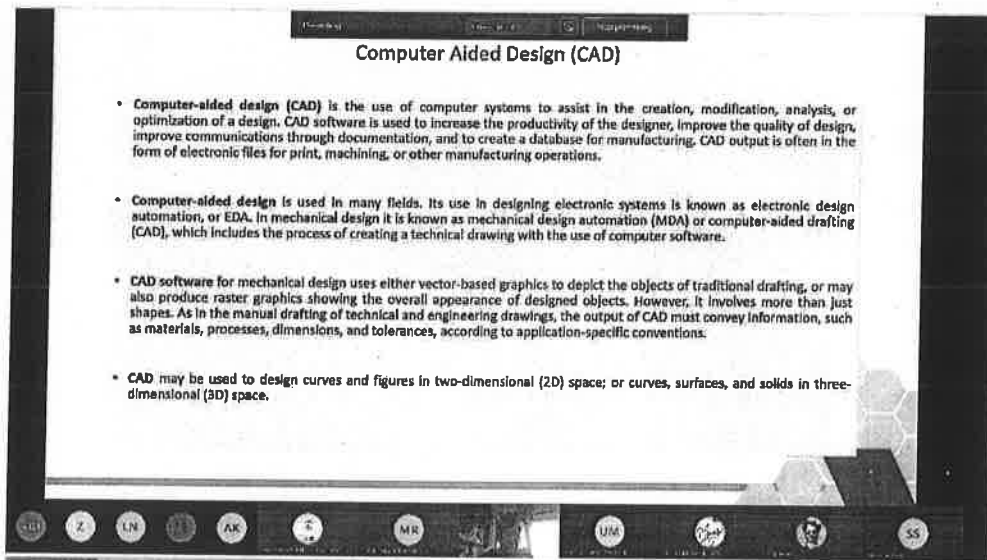 Computer Aided Design (CAD)
• Computer-aided design (CAD) is the use of computer systems to assist in the creation, modification, analysis, or
optimization of a design. CAD software is used to increase the productivity of the designer, improve the quality of design,
improve communications through documentation, and to create a database for manufacturing. CAD output is often in the
form of electronic files for print, machining, or other manufacturing operations.
• Computer-aided design is used in many fields. Its use in designing electronic systems is known as electronic design
automation, or EDA. In mechanical design it is known as mechanical design automation (MDA) or computer-aided drafting
(CAD), which includes the process of creating a technical drawing with the use of computer software.
• CAD software for mechanical design uses either vector-based graphics to depict the objects of traditional drafting, or may
also produce raster graphics showing the overall appearance of designed objects. However, it involves more than just
shapes. As in the manual drafting of technical and engineering drawings, the output of CAD must convey information, such
as materials, processes, dimensions, and tolerances, according to application-specific conventions.
• CAD may be used to design curves and figures in two-dimensional (2D) space; or curves, surfaces, and solids in three-
dimensional (3D) space.
Z LN AK MR UM SS